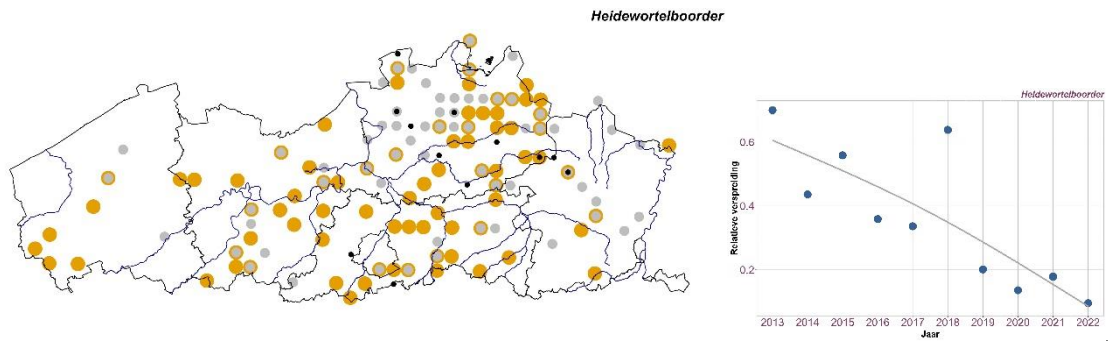 Heidewortelboorder
Heidewortelboorder
Relatieve verspreiding
0.6
0.4
0.2
2013 2014 2015 2016 2017 2018 2019 2020 2021 2022
Jaar